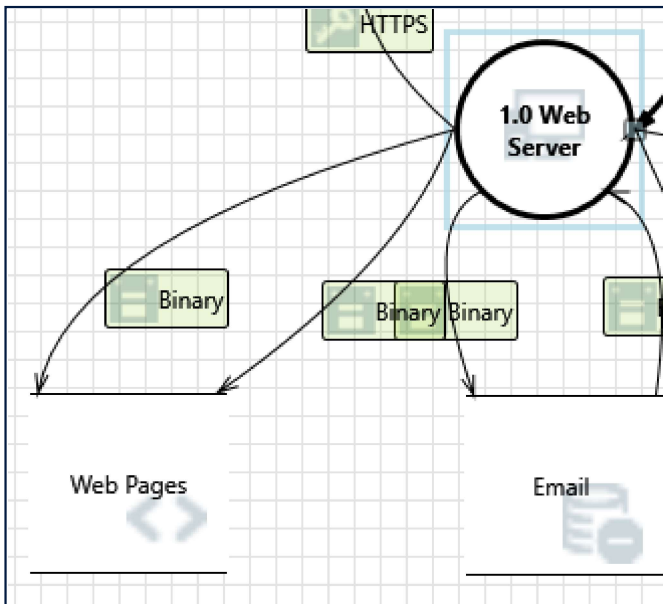 HTTPS
1.0 Web
Server
Binary
Binary
Binary
Web Pages
Email